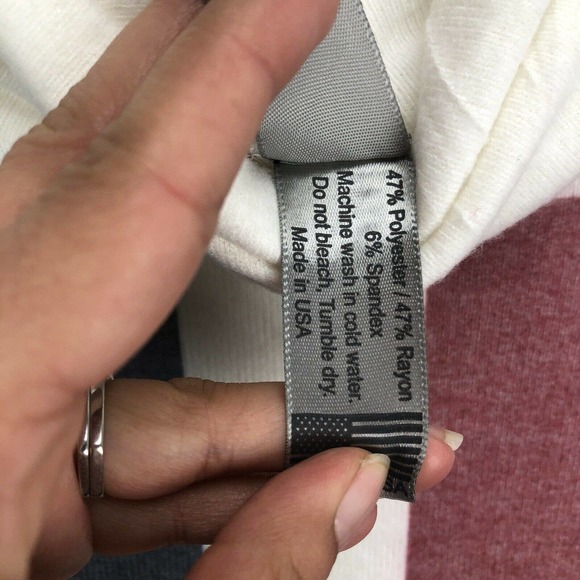 47% Polyester / 47% Rayon
6% Spandex
Machine wash in cold water.
Do not bleach, Tumble dry.
Made in USA